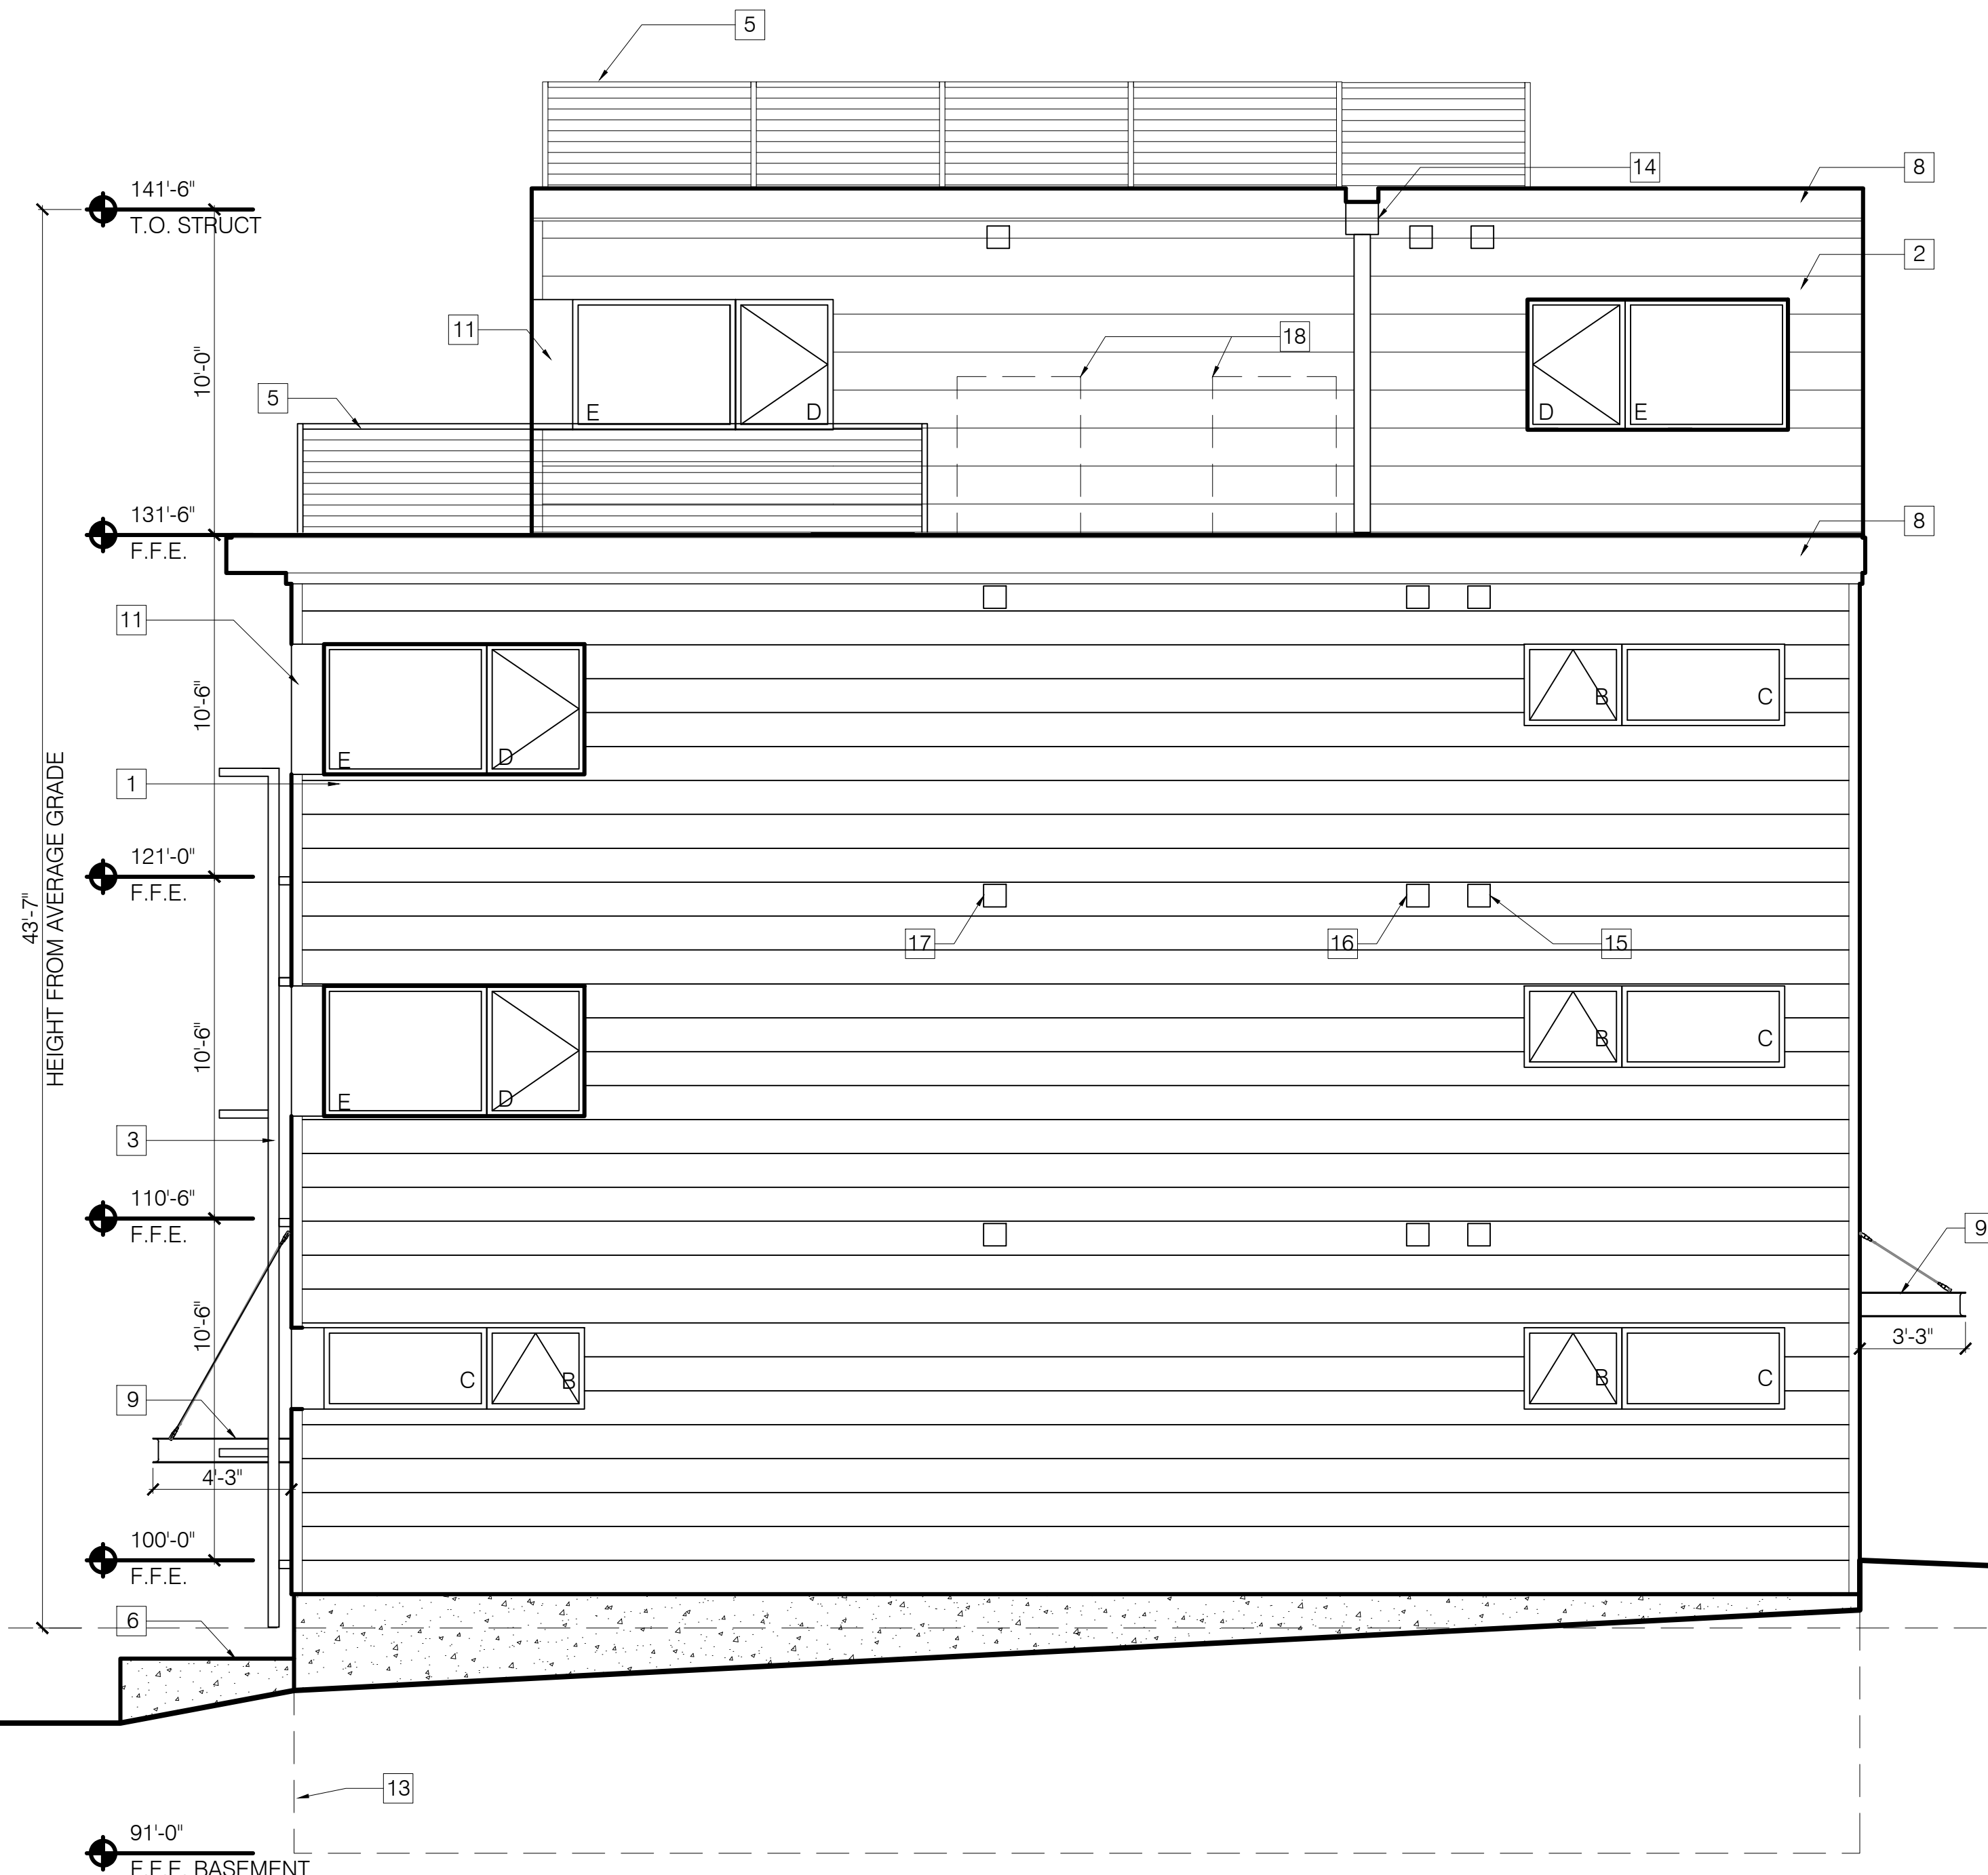 5
141'-6"
T.O. STRUCT
14
8
2
10'-0"
11
18
E
D
D
E
5
131'-6"
F.F.E.
8
11
10'-6"
E
D
B
C
1
43'-7"
HEIGHT FROM AVERAGE GRADE
121'-0"
F.F.E.
17
16
15
10'-6"
E
D
B
C
3
110'-6"
F.F.E.
9
10'-6"
3'-3"
C
B
B
C
9
4'-3"
100'-0"
F.F.E.
6
13
91'-0"
F.F.E. BASEMENT